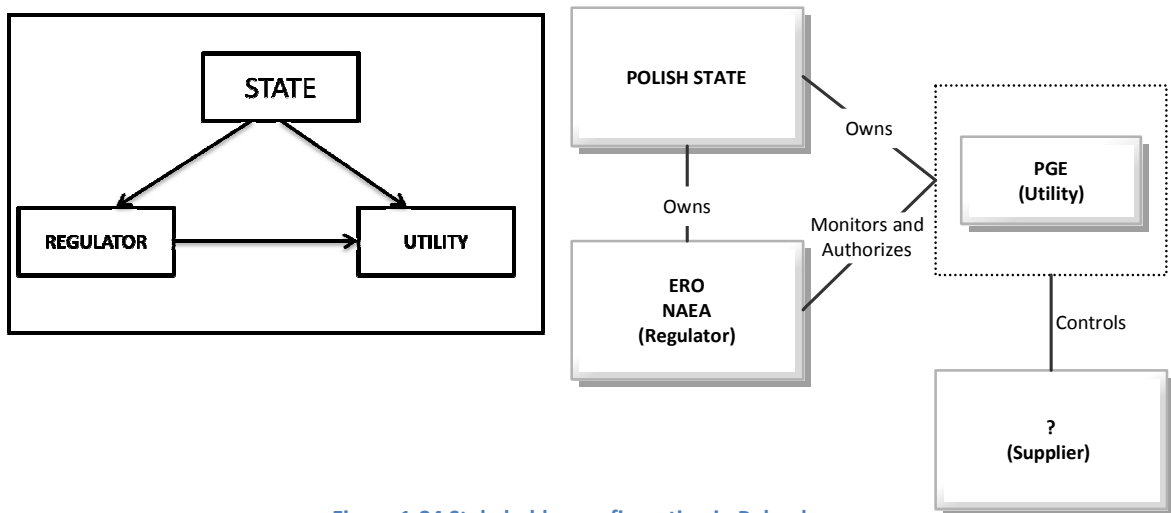 STATE
REGULATOR
UTILITY
POLISH STATE
Owns
Owns
Monitors and
Authorizes
PGE
(Utility)
ERO
NAEA
(Regulator)
Controls
?
(Supplier)